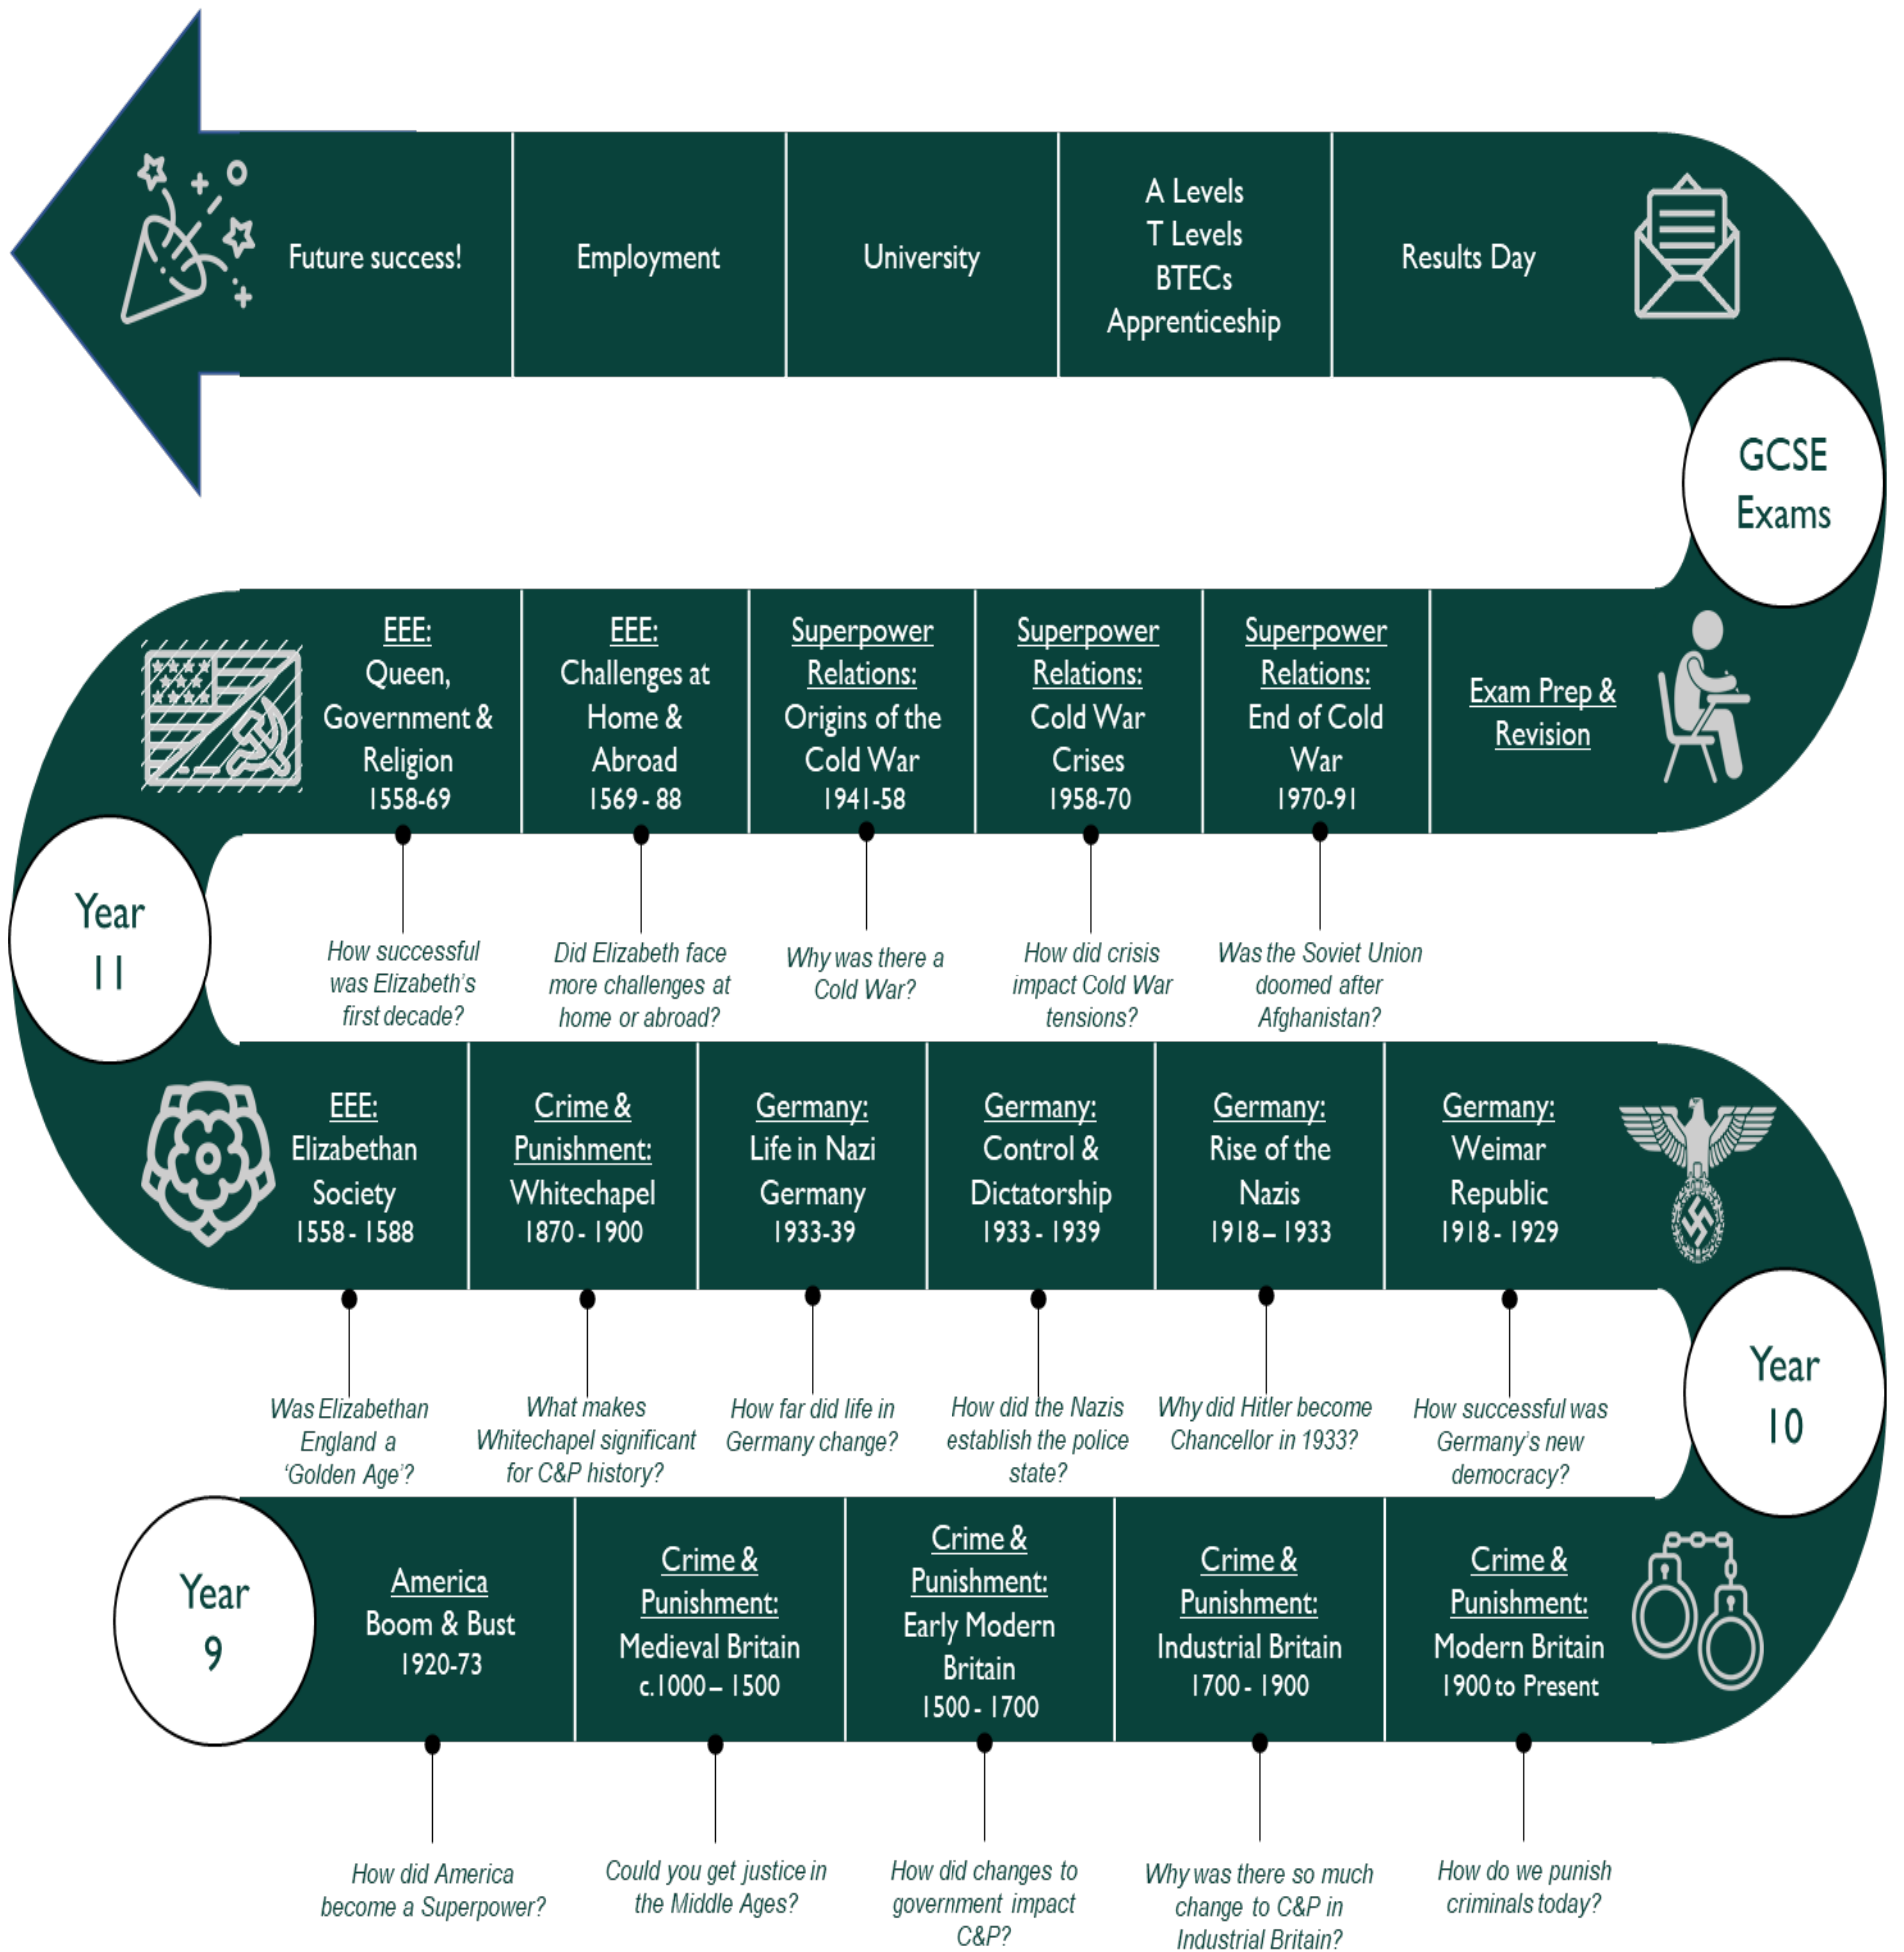 Future success!
Employment
University
A Levels
T Levels
BTECs
Apprenticeship
Results Day
GCSE
Exams
EEE:
Queen,
Government &
Religion
1558-69
EEE:
Challenges at
Home &
Abroad
1569 - 88
Superpower
Relations:
Origins of the
Cold War
1941-58
Superpower
Relations:
Cold War
Crises
1958-70
Superpower
Relations:
End of Cold
War
1970-91
Exam Prep &
Revision
Year
11
How successful
was Elizabeth's
first decade?
Did Elizabeth face
more challenges at
home or abroad?
Why was there a
Cold War?
How did crisis
impact Cold War
tensions?
Was the Soviet Union
doomed after
Afghanistan?
EEE:
Elizabethan
Society
1558 - 1588
Crime &
Punishment:
Whitechapel
1870 - 1900
Germany:
Life in Nazi
Germany
1933-39
Germany:
Control &
Dictatorship
1933 - 1939
Germany:
Rise of the
Nazis
1918 – 1933
Germany:
Weimar
Republic
1918 - 1929
Year
10
Was Elizabethan
England a
'Golden Age'?
What makes
Whitechapel significant
for C&P history?
How far did life in
Germany change?
How did the Nazis
establish the police
state?
Why did Hitler become
Chancellor in 1933?
How successful was
Germany's new
democracy?
Year
9
America
Boom & Bust
1920-73
Crime &
Punishment:
Medieval Britain
c.1000 – 1500
Crime &
Punishment:
Early Modern
Britain
1500 - 1700
Crime &
Punishment:
Industrial Britain
1700 - 1900
Crime &
Punishment:
Modern Britain
1900 to Present
How did America
become a Superpower?
Could you get justice in
the Middle Ages?
How did changes to
government impact
C&P?
Why was there so much
change to C&P in
Industrial Britain?
How do we punish
criminals today?